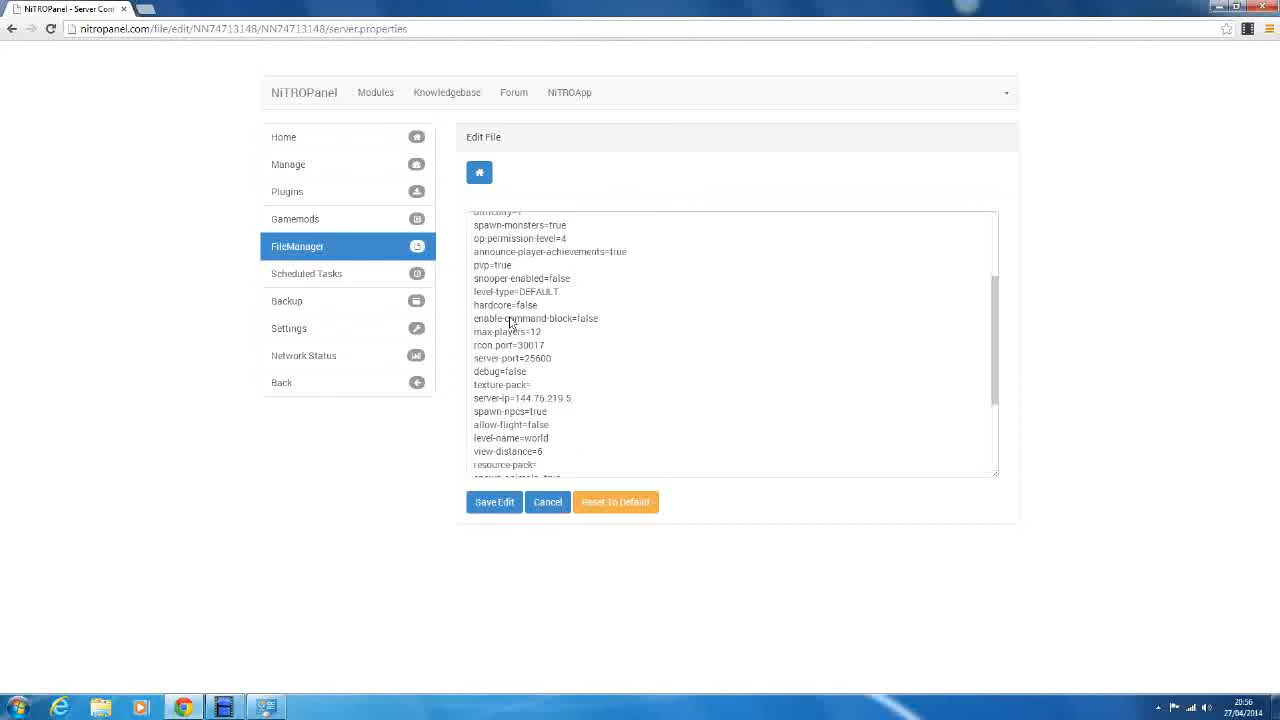 NiTROPanel - Server Con
nitropanel.com/file/edit/NN74713148/NN74713148/server.properties
NiTROPanel Modules Knowledgebase Forum NiTROApp
Home
Manage
Plugins
Gamemods
FileManager
Scheduled Tasks
Backup
Settings
Network Status
Back
Edit File
difficulty=1
spawn-monsters=true
op-permission-level=4
announce-player-achievements=true
pvp=true
snooper-enabled=false
level-type=DEFAULT
hardcore=false
enable-command-block=false
max-players=12
rcon.port=30017
server-port=25600
debug=false
texture-pack=
server-ip=144.76.219.5
spawn-npcs=true
allow-flight=false
level-name=world
view-distance=6
resource-pack=
spawn-animals=true
Save Edit Cancel Reset To Default
20:56
27/04/2014